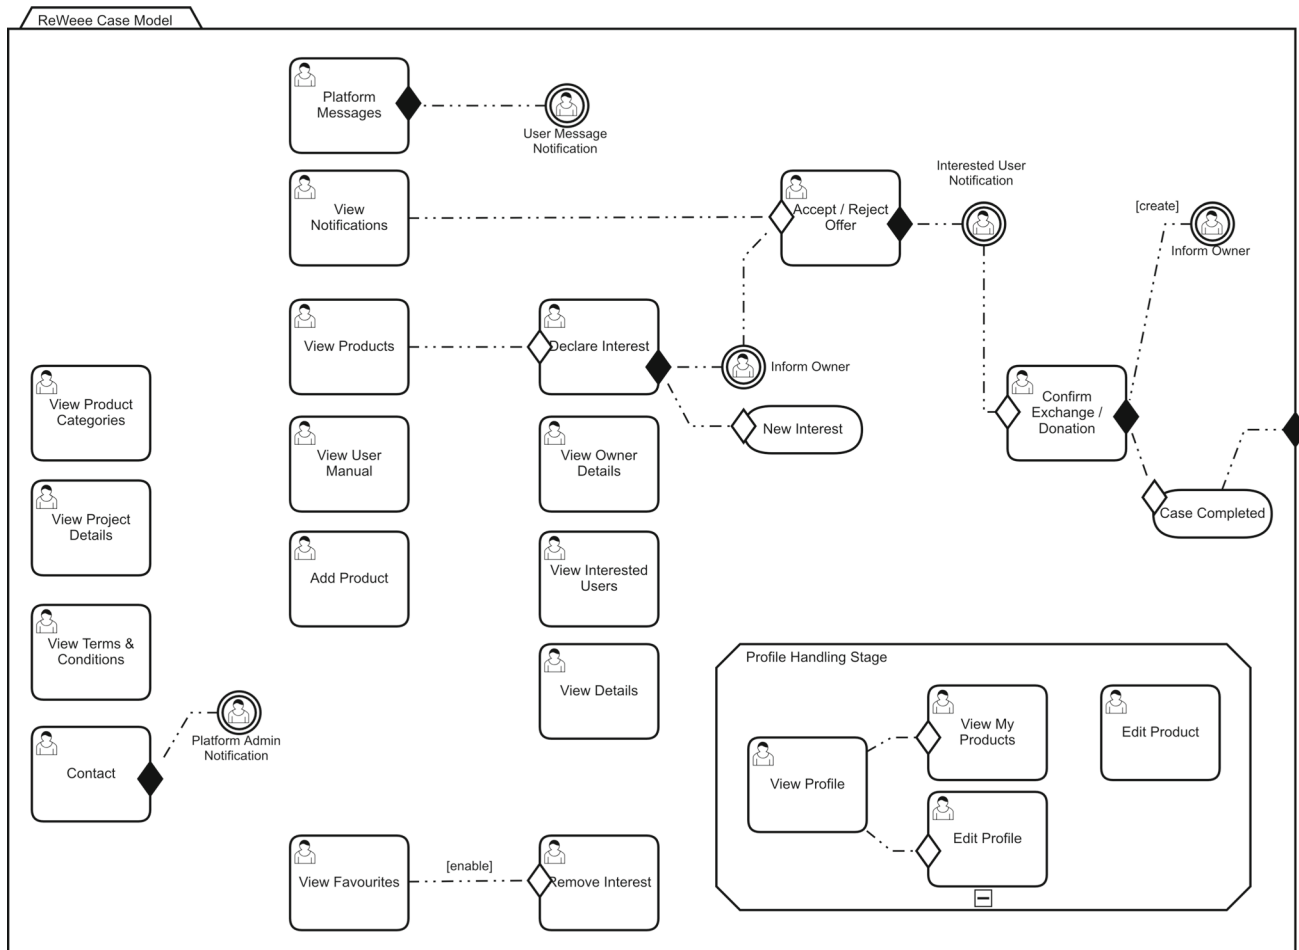 ReWeee Case Model
Platform
Messages
User Message
Notification
View
Notifications
Accept / Reject
Offer
Interested User
Notification
[create]
Inform Owner
View Products
Declare Interest
Inform Owner
New Interest
Confirm
Exchange /
Donation
Case Completed
View Product
Categories
View User
Manual
View Owner
Details
View Project
Details
Add Product
View Interested
Users
View Terms &
Conditions
View Details
Platform Admin
Notification
Contact
Profile Handling Stage
View My
Products
Edit Product
View Profile
Edit Profile
View Favourites
[enable]
Remove Interest